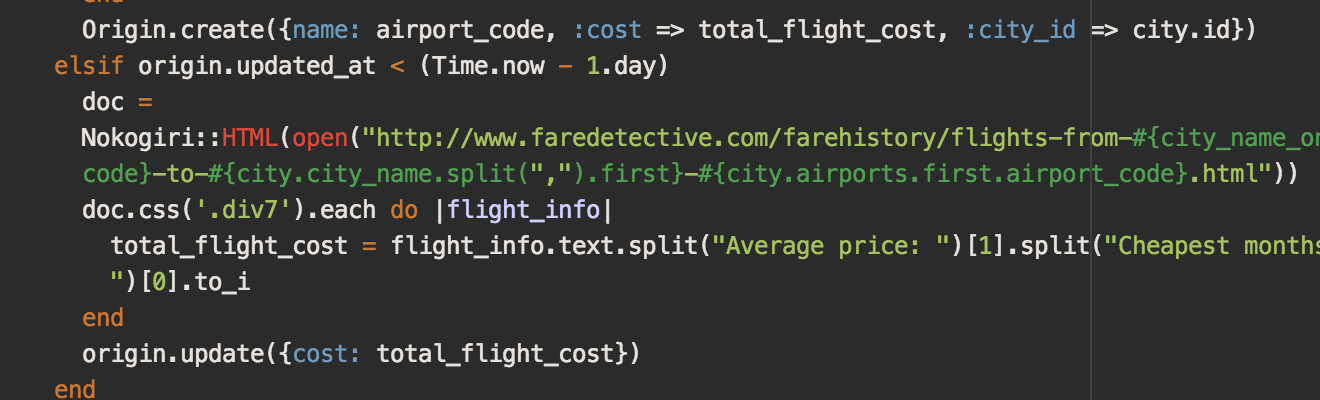 end
Origin.create({name: airport_code, :cost => total_flight_cost, :city_id => city.id})
elsif origin.updated_at < (Time.now - 1.day)
doc =
Nokogiri::HTML(open("http://www.faredetective.com/farehistory/flights-from-#{city_name_or
code}-to-#{city.city_name.split(",").first}-#{city.airports.first.airport_code}.html"))
doc.css('.div7').each do |flight_info|
total_flight_cost = flight_info.text.split("Average price: ")[1].split("Cheapest months
")[0].to_i
end
origin.update({cost: total_flight_cost})
end